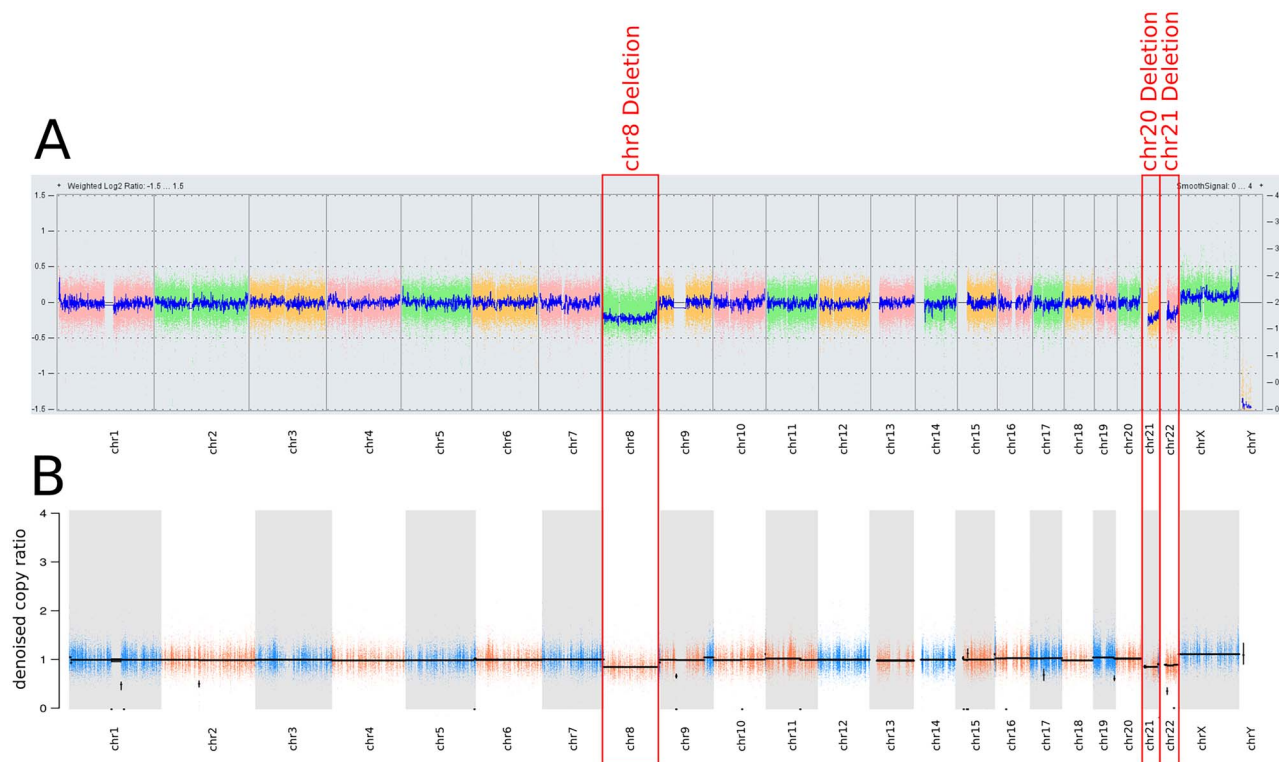 chr8 Deletion
chr20 Deletion
chr21 Deletion
A
* Weighted Log2 Ratio: -1.5 ... 1.5
SmoothSignal: 0 ... 4 *
1.5
1
0.5
0
-0.5
-1
-1.5
4
3
3
2
2
1
1
0
0
chr1
chr2
chr3
chr4
chr5
chr6
chr7
chr8
chr9
chr10
chr11
chr12
chr13
chr14
chr15
chr16
chr17
chr18
chr19
chr20
chr21
chr22
chrX
chrY
B
denoised copy ratio
4
3
2
1
0
chr1
chr2
chr3
chr4
chr5
chr6
chr7
chr8
chr9
chr10
chr11
chr12
chr13
chr14
chr15
chr16
chr17
chr18
chr19
chr20
chr21
chr22
chrX
chrY